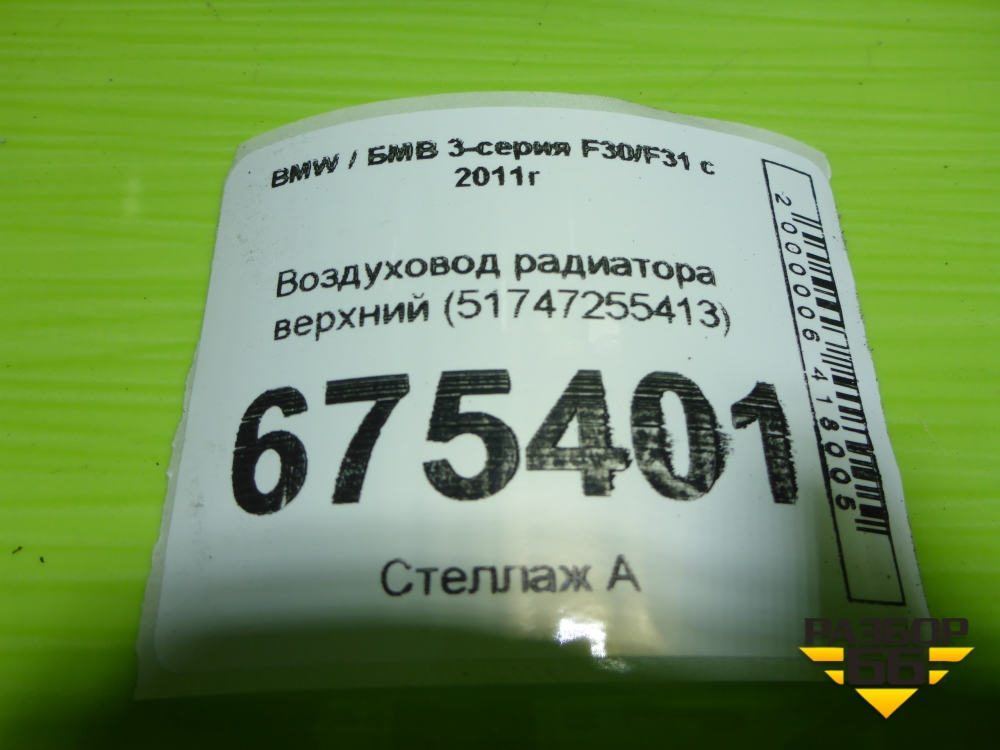 BMW / БМВ 3-серия F30/F31 с
2011г
Воздуховод радиатора
верхний (51747255413)
675401
Стеллаж А
2000006418005
РАЗБОР
66